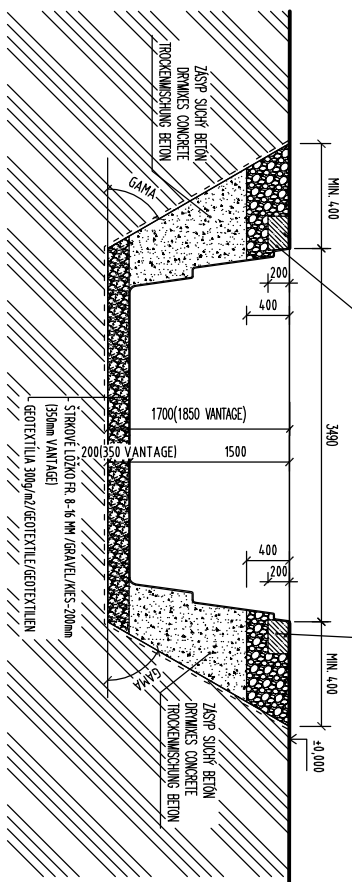 ZÁSYP SUCHÝ BETÓN
DRYMIXES CONCRETE
TROCKENMISCHUNG BETON
GAMA
MIN. 400
200
400
3490
1700(1850 VANTAGE)
200(350 VANTAGE)
1500
ŠTRKOVÉ LÔŽKO FR. 8-16 MM /GRAVEL/KIES-200mm
(350mm VANTAGE)
GEOTEXTÍLIA 300g/m2/GEOTEXTILE/GEOTEXTILIEN
400
200
MIN. 400
±0,000
GAMA
ZÁSYP SUCHÝ BETÓN
DRYMIXES CONCRETE
TROCKENMISCHUNG BETON